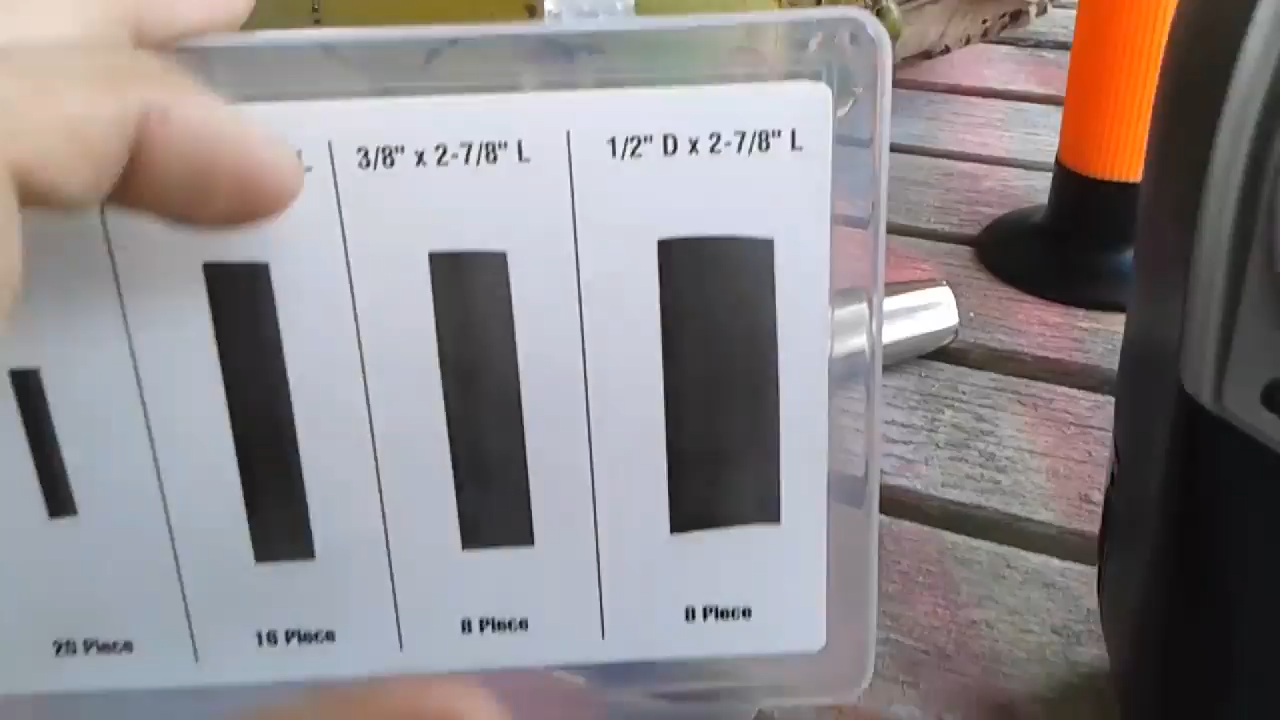 L
3/8" x 2-7/8" L
1/2" D x 2-7/8" L
16 Piece
8 Piece
8 Piece